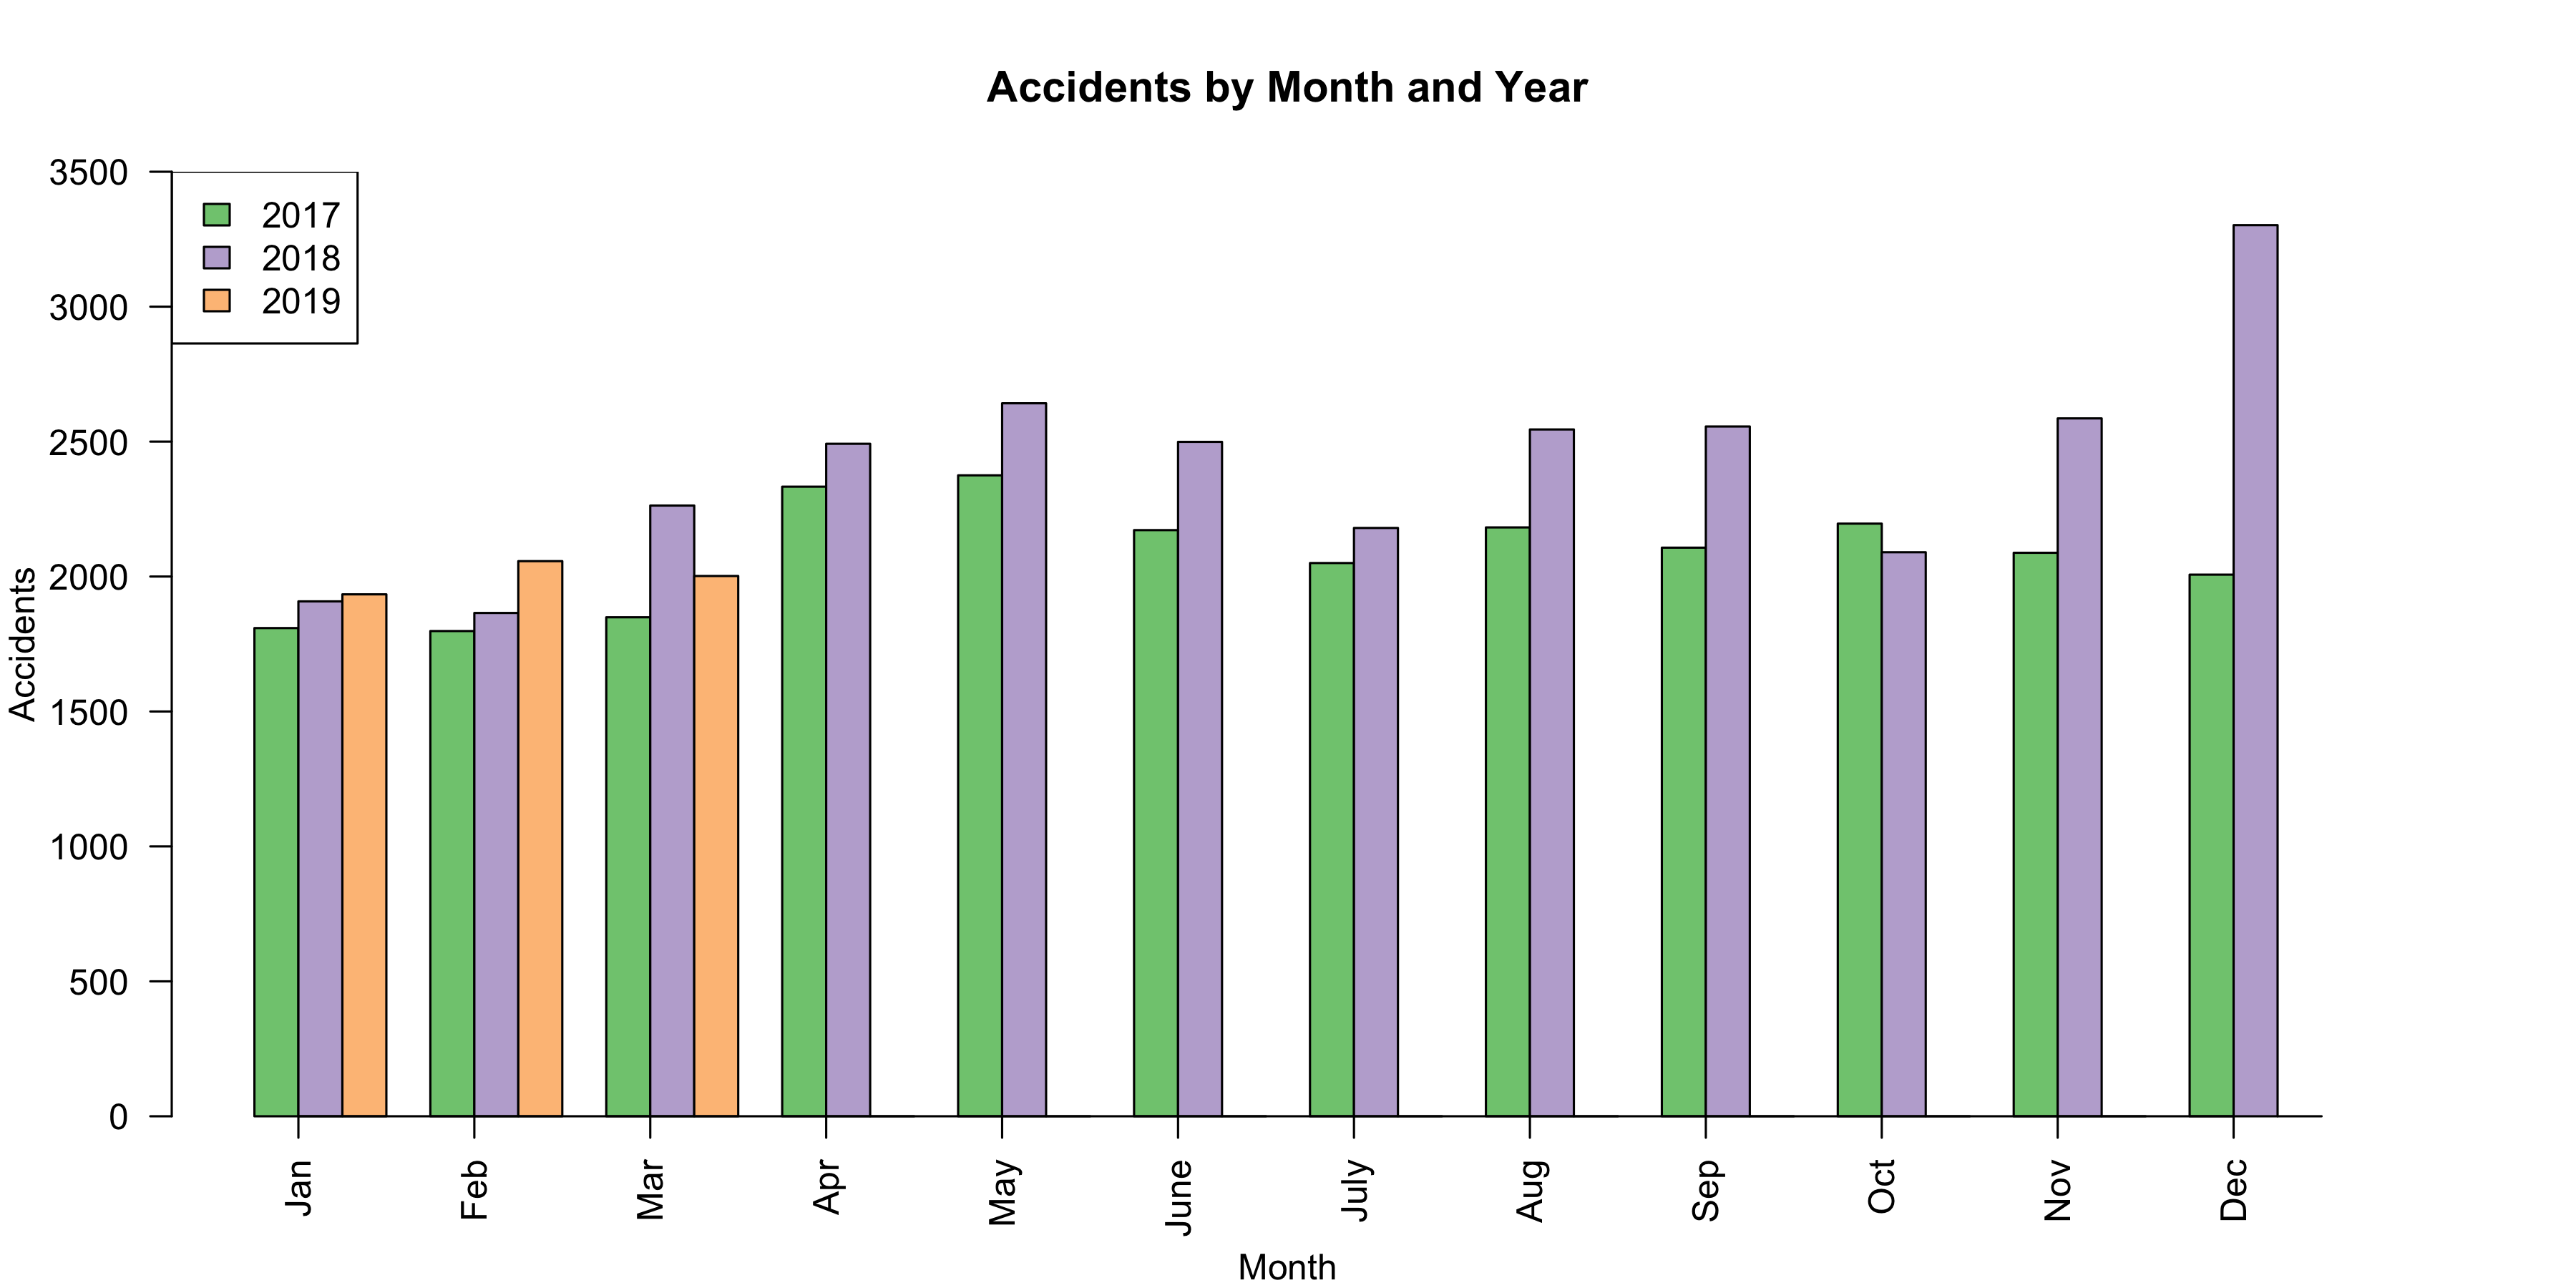 Accidents by Month and Year
3500
3000
2500
2000
1500
1000
500
0
2017
2018
2019
Accidents
Jan
Feb
Mar
Apr
May
June
July
Aug
Sep
Oct
Nov
Dec
Month